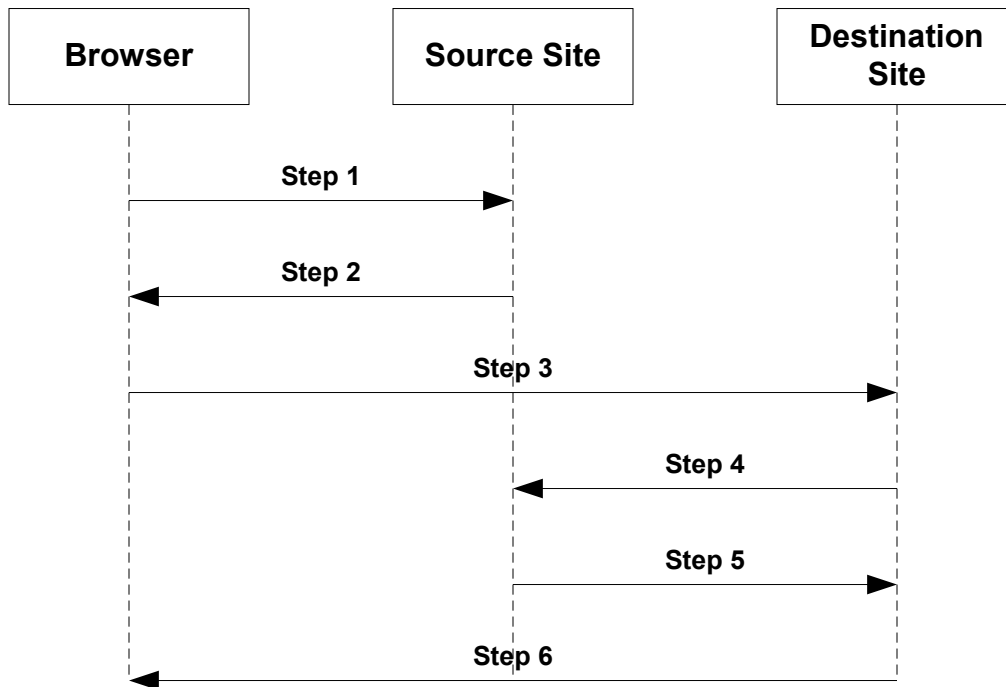 Browser
Source Site
Destination
Site
Step 1
Step 2
Step 3
Step 4
Step 5
Step 6